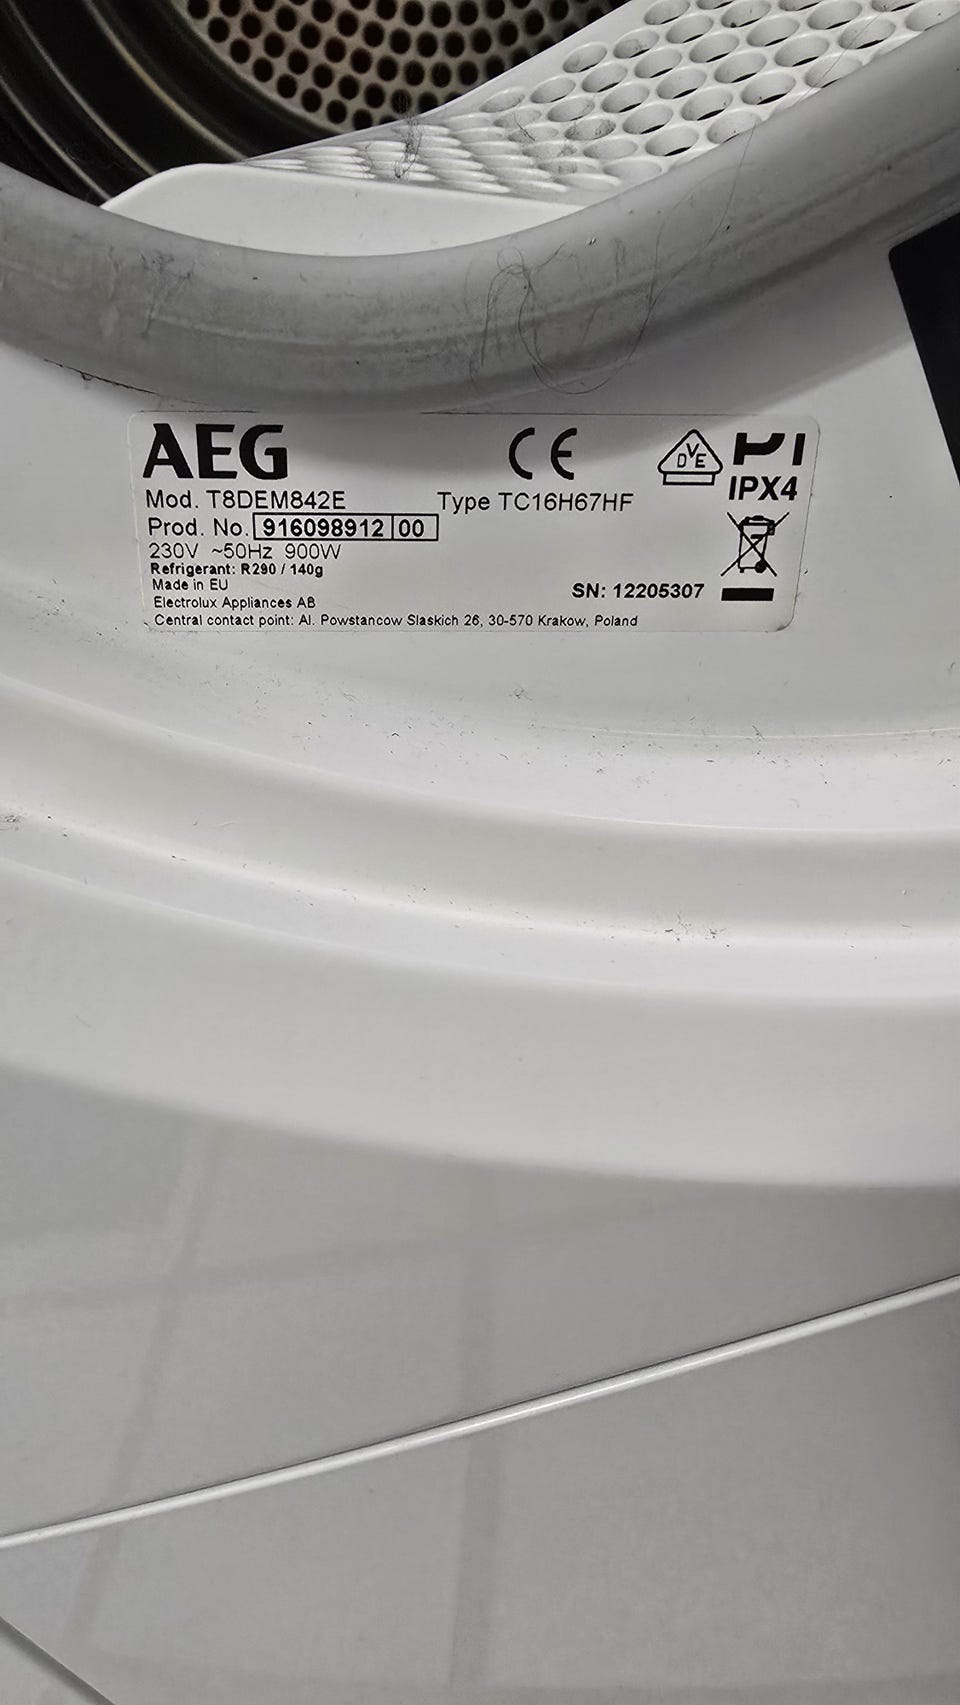 AEG CE
DVE
IPX4
Mod. T8DEM842E Type TC16H67HF
Prod. No. 916098912 00
230V ~50Hz 900W
Refrigerant: R290 / 140g
Made in EU
SN: 12205307
Electrolux Appliances AB
Central contact point: Al. Powstancow Slaskich 26, 30-570 Krakow, Poland